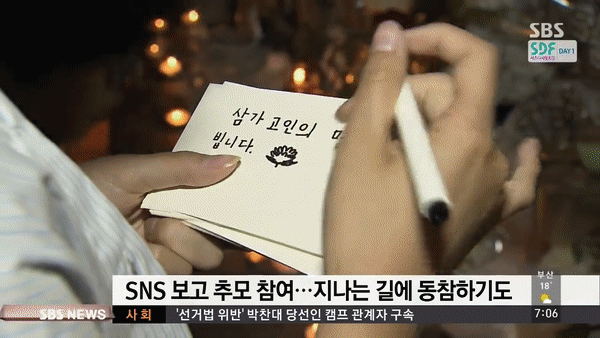 SBS
SDF DAY 1
삼가 고인의
빕니다.
SNS 보고 추모 참여…지나는 길에 동참하기도
부산
18˚
SBS NEWS
사 회
'선거법 위반' 박찬대 당선인 캠프 관계자 구속
7:06